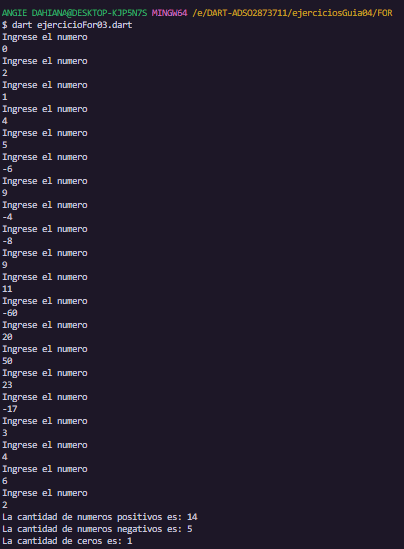 ANGIE DAHIANA@DESKTOP-KJP5N7S MINGW64 /e/DART-ADSO2873711/ejerciciosGuia04/FOR
$ dart ejercicioFor03.dart
Ingrese el numero
0
Ingrese el numero
2
Ingrese el numero
1
Ingrese el numero
4
Ingrese el numero
5
Ingrese el numero
-6
Ingrese el numero
9
Ingrese el numero
-4
Ingrese el numero
-8
Ingrese el numero
9
Ingrese el numero
11
Ingrese el numero
-60
Ingrese el numero
20
Ingrese el numero
50
Ingrese el numero
23
Ingrese el numero
-17
Ingrese el numero
3
Ingrese el numero
4
Ingrese el numero
6
Ingrese el numero
2
La cantidad de numeros positivos es: 14
La cantidad de numeros negativos es: 5
La cantidad de ceros es: 1